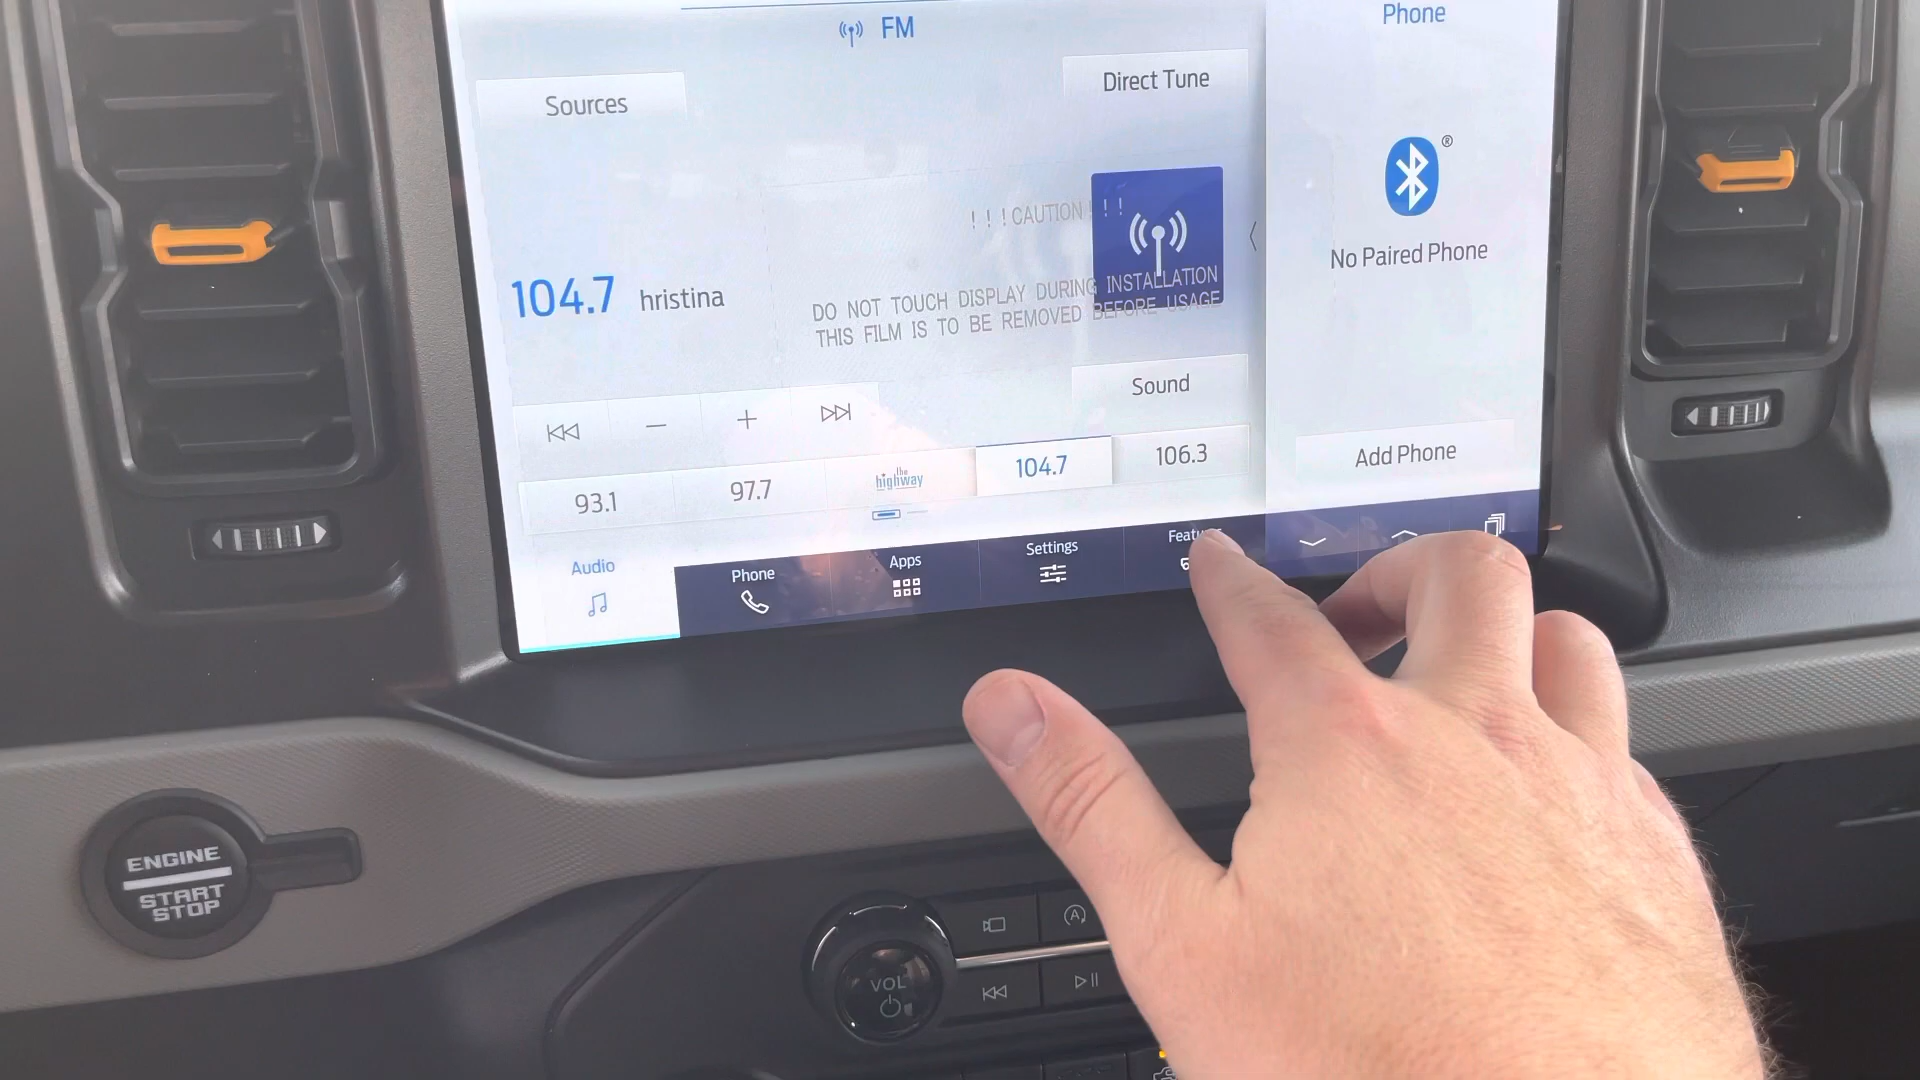 FM
Phone
Sources
Direct Tune
! ! ! CAUTION ! ! !
®
No Paired Phone
104.7 hristina
DO NOT TOUCH DISPLAY DURING INSTALLATION
THIS FILM IS TO BE REMOVED BEFORE USAGE
Sound
93.1
97.7
the highway
104.7
106.3
Add Phone
Audio
Phone
Apps
Settings
ENGINE
START
STOP
VOL
A